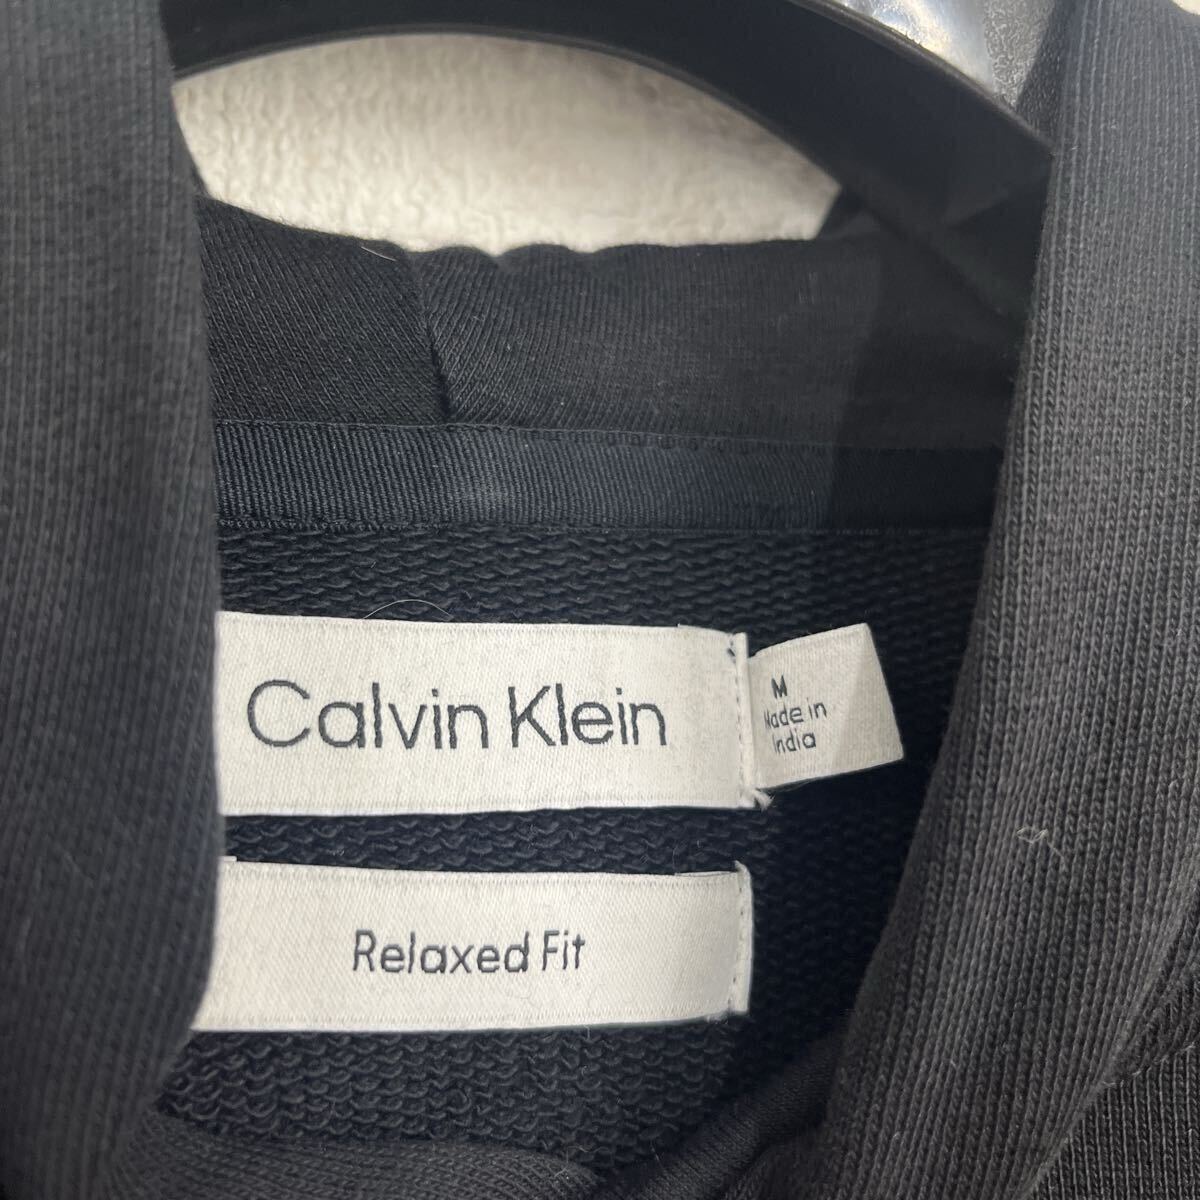 Calvin Klein
M
Made in
India
Relaxed Fit